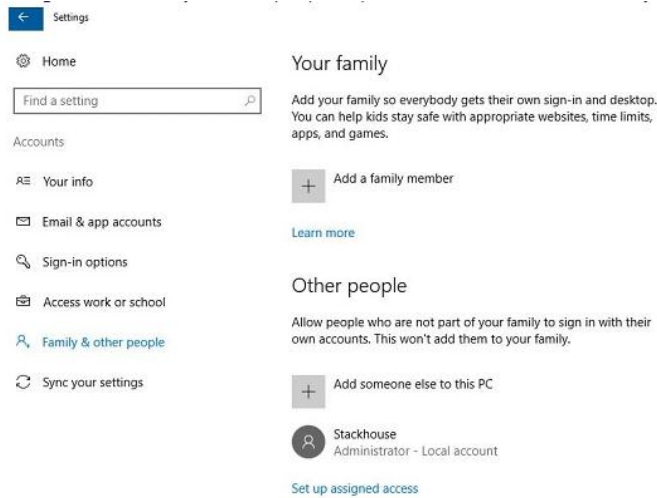 Settings
Home
Find a setting
Accounts
Your info
Email & app accounts
Sign-in options
Access work or school
Family & other people
Sync your settings
Your family
Add your family so everybody gets their own sign-in and desktop.
You can help kids stay safe with appropriate websites, time limits,
apps, and games.
Add a family member
Learn more
Other people
Allow people who are not part of your family to sign in with their
own accounts. This won't add them to your family.
Add someone else to this PC
Stackhouse
Administrator - Local account
Set up assigned access